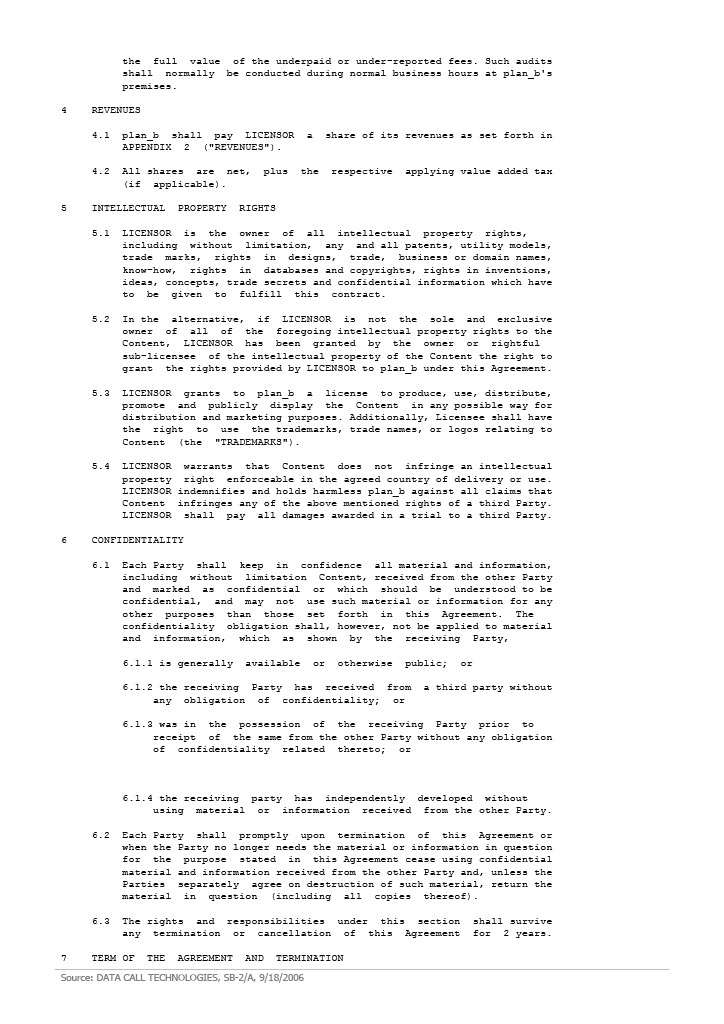 the full value of the underpaid or under-reported fees. Such audits
shall normally be conducted during normal business hours at plan_b's
premises.
4 REVENUES
4.1 plan_b shall pay LICENSOR a share of its revenues as set forth in
APPENDIX 2 ("REVENUES").
4.2 All shares are net, plus the respective applying value added tax
(if applicable).
5 INTELLECTUAL PROPERTY RIGHTS
5.1 LICENSOR is the owner of all intellectual property rights,
including without limitation, any and all patents, utility models,
trade marks, rights in designs, trade, business or domain names,
know-how, rights in databases and copyrights, rights in inventions,
ideas, concepts, trade secrets and confidential information which have
to be given to fulfill this contract.
5.2 In the alternative, if LICENSOR is not the sole and exclusive
owner of all of the foregoing intellectual property rights to the
Content, LICENSOR has been granted by the owner or rightful
sub-licensee of the intellectual property of the Content the right to
grant the rights provided by LICENSOR to plan_b under this Agreement.
5.3 LICENSOR grants to plan_b a license to produce, use, distribute,
promote and publicly display the Content in any possible way for
distribution and marketing purposes. Additionally, Licensee shall have
the right to use the trademarks, trade names, or logos relating to
Content (the "TRADEMARKS").
5.4 LICENSOR warrants that Content does not infringe an intellectual
property right enforceable in the agreed country of delivery or use.
LICENSOR indemnifies and holds harmless plan_b against all claims that
Content infringes any of the above mentioned rights of a third Party.
LICENSOR shall pay all damages awarded in a trial to a third Party.
6 CONFIDENTIALITY
6.1 Each Party shall keep in confidence all material and information,
including without limitation Content, received from the other Party
and marked as confidential or which should be understood to be
confidential, and may not use such material or information for any
other purposes than those set forth in this Agreement. The
confidentiality obligation shall, however, not be applied to material
and information, which as shown by the receiving Party,
6.1.1 is generally available or otherwise public; or
6.1.2 the receiving Party has received from a third party without
any obligation of confidentiality; or
6.1.3 was in the possession of the receiving Party prior to
receipt of the same from the other Party without any obligation
of confidentiality related thereto; or
6.1.4 the receiving party has independently developed without
using material or information received from the other Party.
6.2 Each Party shall promptly upon termination of this Agreement or
when the Party no longer needs the material or information in question
for the purpose stated in this Agreement cease using confidential
material and information received from the other Party and, unless the
Parties separately agree on destruction of such material, return the
material in question (including all copies thereof).
6.3 The rights and responsibilities under this section shall survive
any termination or cancellation of this Agreement for 2 years.
7 TERM OF THE AGREEMENT AND TERMINATION
Source: DATA CALL TECHNOLOGIES, SB-2/A, 9/18/2006